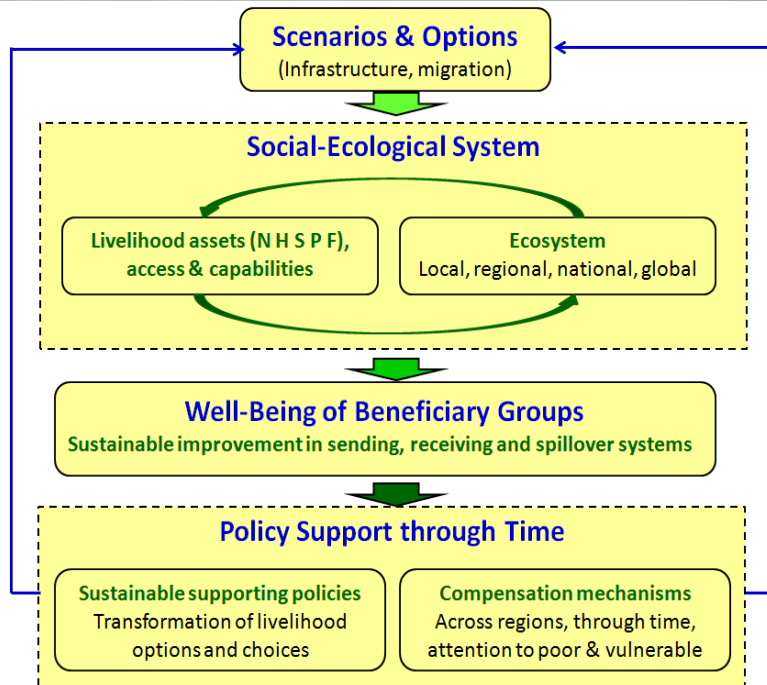 Scenarios & Options
(Infrastructure, migration)
Social-Ecological System
Livelihood assets (N H S P F),
access & capabilities
Ecosystem
Local, regional, national, global
Well-Being of Beneficiary Groups
Sustainable improvement in sending, receiving and spillover systems
Policy Support through Time
Sustainable supporting policies
Transformation of livelihood
options and choices
Compensation mechanisms
Across regions, through time,
attention to poor & vulnerable